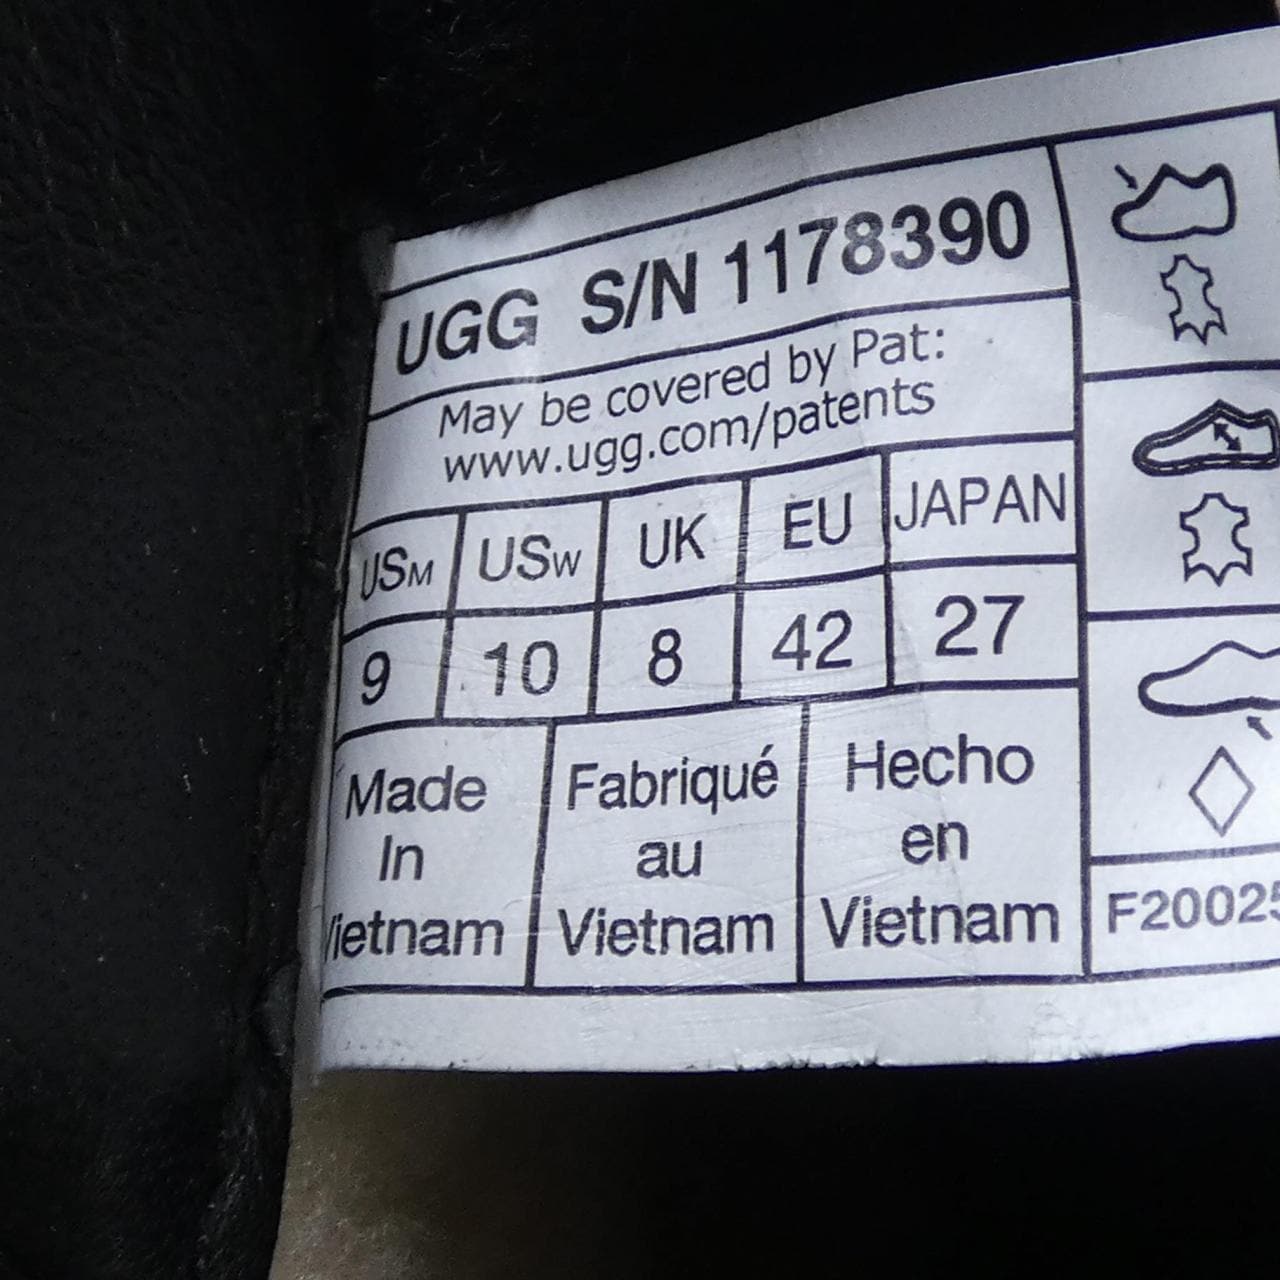 UGG S/N 1178390
May be covered by Pat:
www.ugg.com/patents
USM USW UK EU JAPAN
9 10 8 42 27
Made Fabriqué Hecho
In au en
Vietnam Vietnam Vietnam
F20025